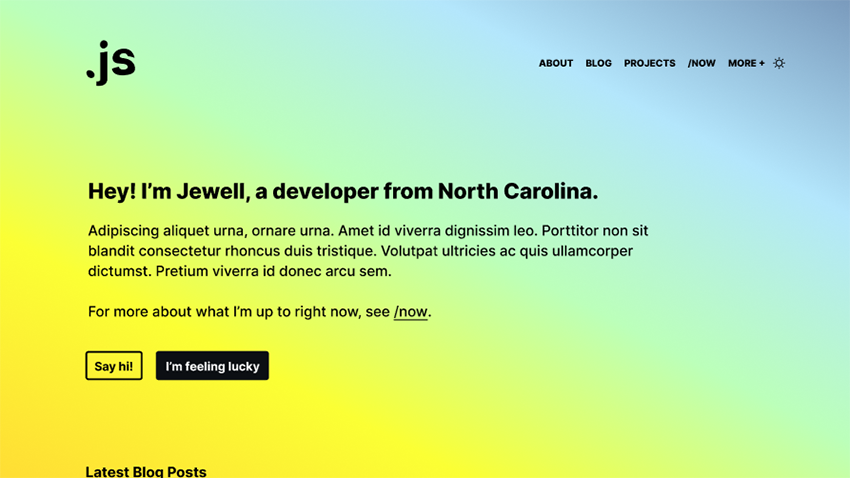 .js
ABOUT BLOG PROJECTS /NOW MORE +
Hey! I’m Jewell, a developer from North Carolina.
Adipiscing aliquet urna, ornare urna. Amet id viverra dignissim leo. Porttitor non sit
blandit consectetur rhoncus duis tristique. Volutpat ultricies ac quis ullamcorper
dictumst. Pretium viverra id donec arcu sem.
For more about what I’m up to right now, see /now.
Say hi! I’m feeling lucky
Latest Blog Posts